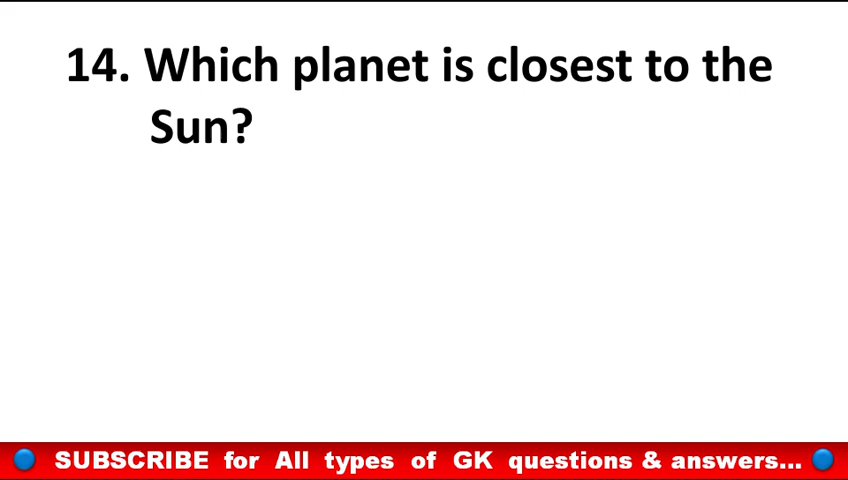 14. Which planet is closest to the
Sun?
SUBSCRIBE for All types of GK questions & answers...